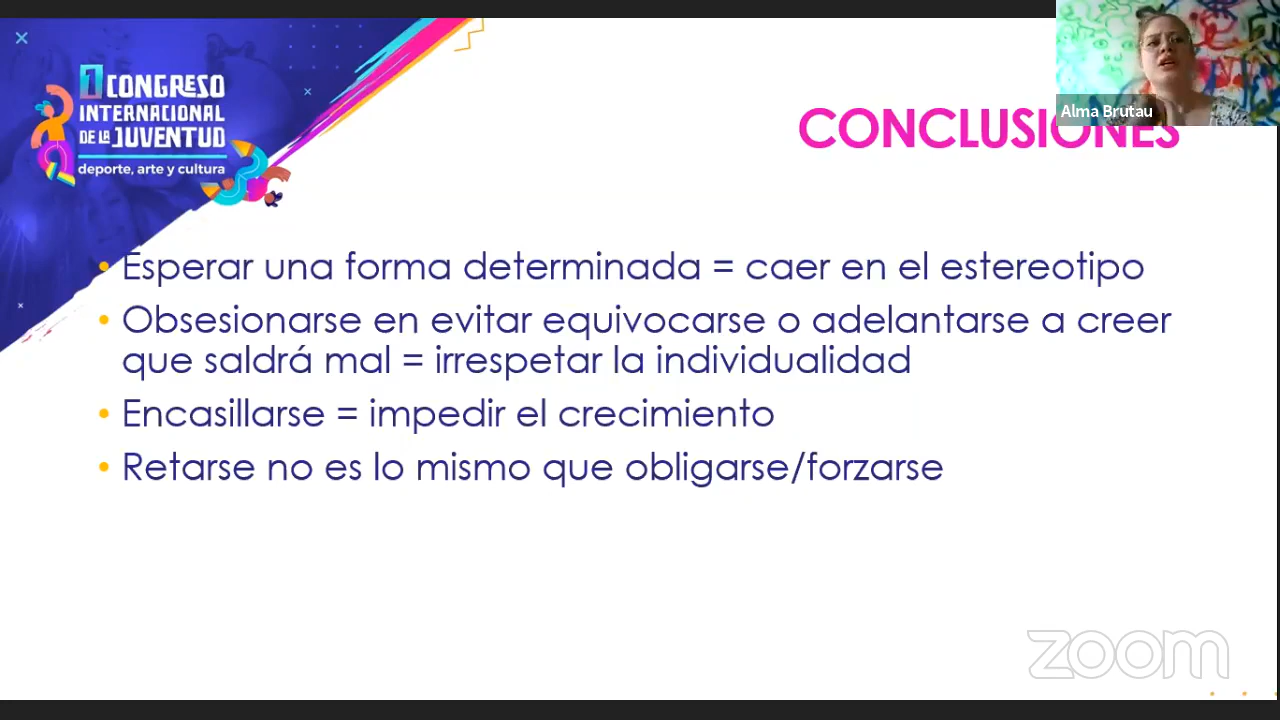 1 CONGRESO
INTERNACIONAL
DE LA JUVENTUD
deporte, arte y cultura
Alma Brutau
CONCLUSIONES
• Esperar una forma determinada = caer en el estereotipo
• Obsesionarse en evitar equivocarse o adelantarse a creer
que saldrá mal = irrespetar la individualidad
• Encasillarse = impedir el crecimiento
• Retarse no es lo mismo que obligarse/forzarse
zoom